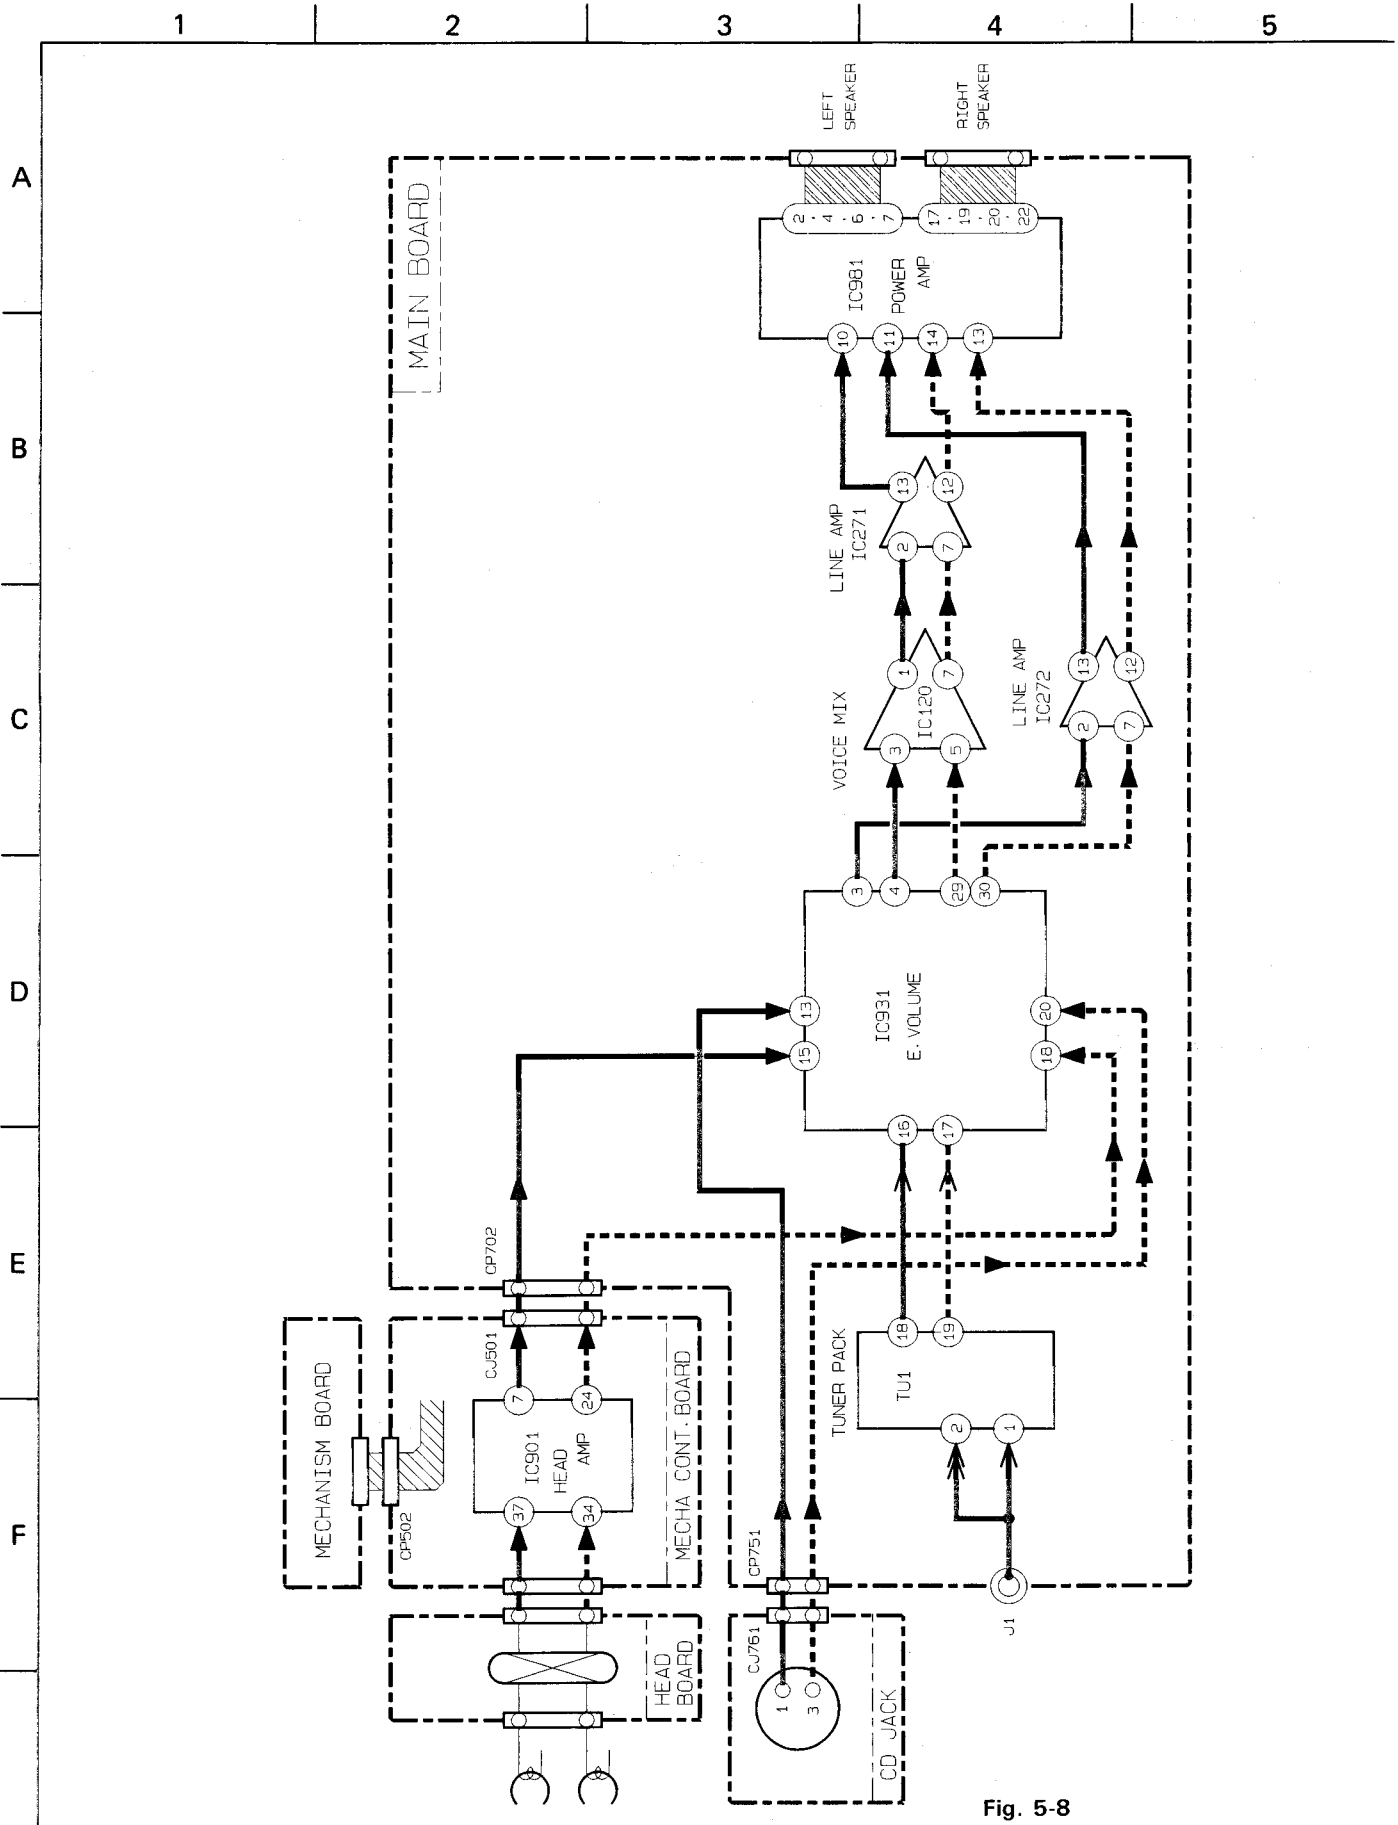 1 2 3 4 5
A
B
C
D
E
F
LEFT
SPEAKER
RIGHT
SPEAKER
MAIN BOARD
2 · 4 · 6 · 7
17 · 19 · 20 · 22
IC981
POWER
AMP
10 11 14 13
13 12
LINE AMP
IC271
2 7
1 7
VOICE MIX
IC120
3 5
13 12
LINE AMP
IC272
2 7
3 4 29 30
13
15
IC931
E. VOLUME
20
18
16 17
CP702
CJ501
MECHANISM BOARD
CP502
7 24
IC901
HEAD
AMP
37 34
MECHA CONT. BOARD
18 19
TUNER PACK
TU1
2 1
CP751
CJ761
HEAD
BOARD
1
3
CD JACK
J1
Fig. 5-8